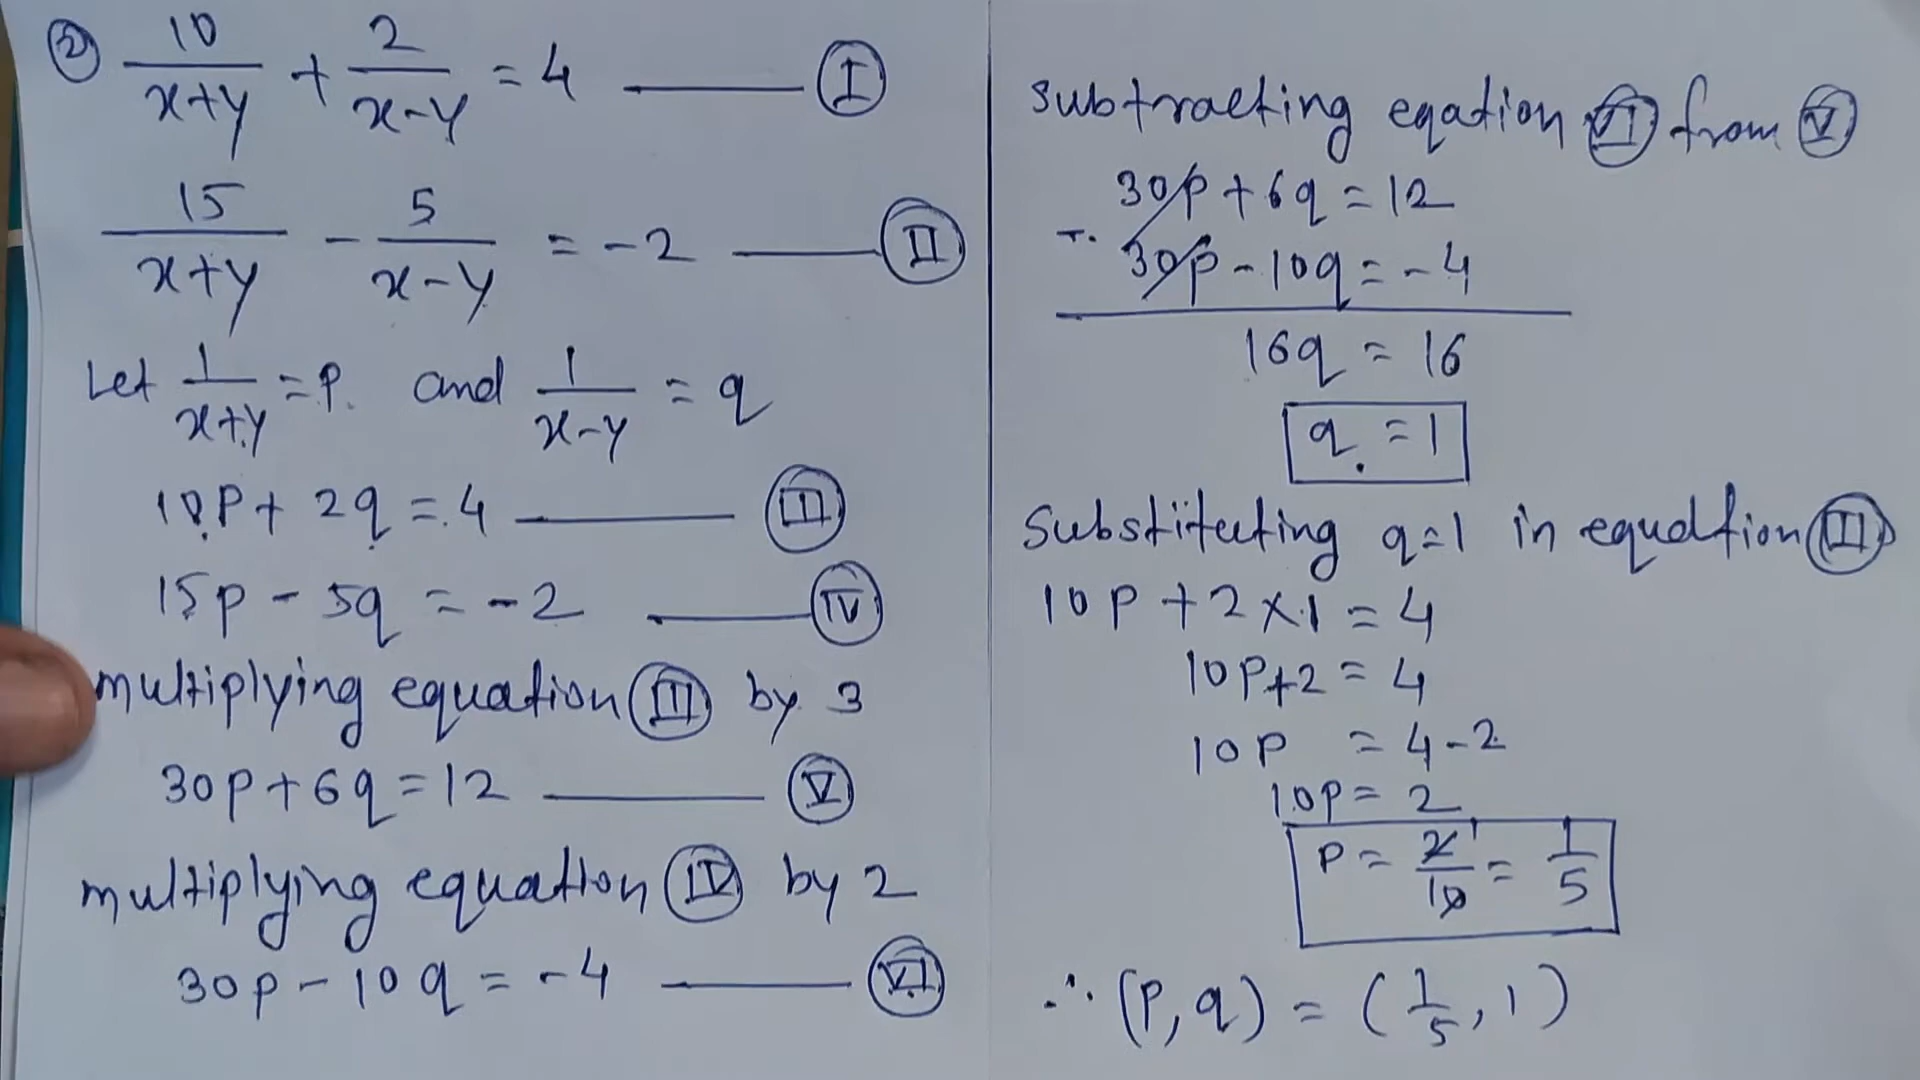 ② 10/(x+y) + 2/(x-y) = 4 —— Ⓘ
15/(x+y) - 5/(x-y) = -2 —— Ⅱ
Let 1/(x+y) = P. and 1/(x-y) = q
10P + 2q = 4 —— Ⅲ
15p - 5q = -2 —— Ⅳ
multiplying equation Ⅲ by 3
30p + 6q = 12 —— Ⅴ
multiplying equation Ⅳ by 2
30p - 10q = -4 —— Ⅵ
subtracting eqation Ⅵ from Ⅴ
30p + 6q = 12
30p - 10q = -4
16q = 16
q = 1
Substituting q=1 in equation Ⅲ
10p + 2×1 = 4
10p+2 = 4
10p = 4-2
10p = 2
P = 2/10 = 1/5
∴ (p, q) = (1/5, 1)